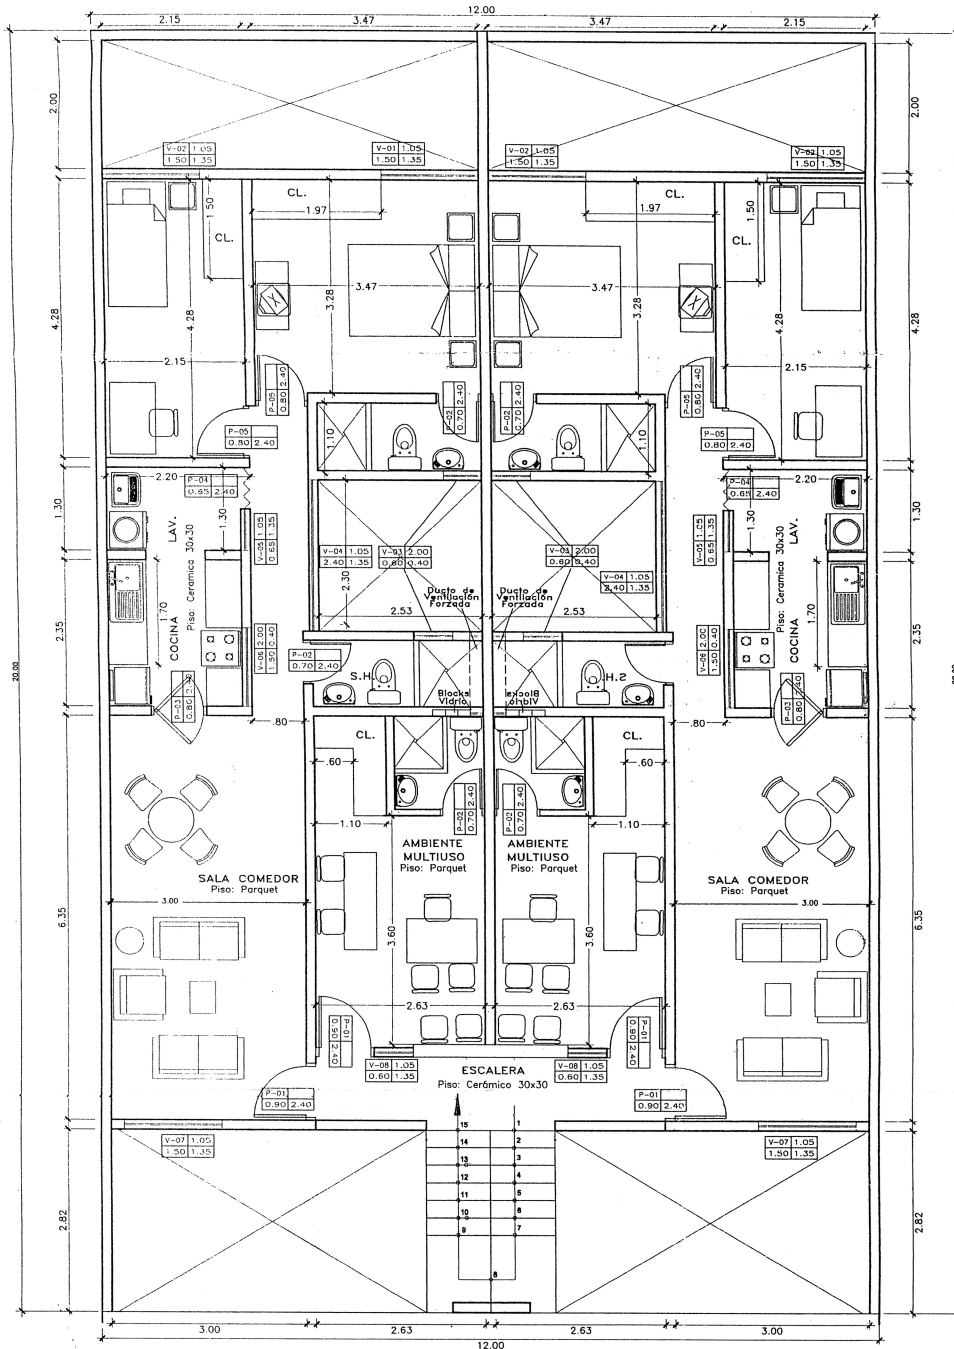 12.00
2.15 3.47 3.47 2.15
2.00 2.00
V-02 1.05
1.50 1.35
V-01 1.05
1.50 1.35
V-02 1.05
1.50 1.35
V-02 1.05
1.50 1.35
CL. CL.
1.97 1.97
1.50 1.50
CL. CL.
3.47 3.47
3.28 3.28
4.28 4.28 4.28 4.28
2.15 2.15
P-05
0.80 2.40
P-02
0.70 2.40
P-02
0.70 2.40
P-05
0.80 2.40
P-05
0.80 2.40
P-05
0.80 2.40
1.10 1.10
2.20 2.20
P-04
0.65 2.40
P-04
0.65 2.40
1.30 1.30 1.30 1.30
LAV. LAV.
V-05 1.05
0.65 1.35
V-05 1.05
0.65 1.35
V-04 1.05
2.40 1.35
V-03 2.00
0.60 0.40
V-03 2.00
0.60 0.40
V-04 1.05
2.40 1.35
2.30
Ducto de
Ventilación
Forzada
Ducto de
Ventilación
Forzada
2.53 2.53
Piso: Ceramica 30x30
COCINA
1.70
Piso: Ceramica 30x30
COCINA
1.70
2.35 2.35
V-06 2.00
1.50 0.40
V-06 2.00
1.50 0.40
P-02
0.70 2.40
S.H. S.H.
Blocks
Vidrio
Blocks
Vidrio
P-03
0.80 2.40
P-03
0.80 2.40
.80 .80
CL. CL.
.60 .60
1.10 1.10
P-02
0.70 2.40
P-02
0.70 2.40
AMBIENTE
MULTIUSO
Piso: Parquet
AMBIENTE
MULTIUSO
Piso: Parquet
SALA COMEDOR
Piso: Parquet
SALA COMEDOR
Piso: Parquet
3.00 3.00
6.35 6.35
3.60 3.60
2.63 2.63
20.00
P-01
0.90 2.40
P-01
0.90 2.40
V-08 1.05
0.60 1.35
V-08 1.05
0.60 1.35
ESCALERA
Piso: Cerámico 30x30
P-01
0.90 2.40
P-01
0.90 2.40
V-07 1.05
1.50 1.35
V-07 1.05
1.50 1.35
15 1
14 2
13 3
12 4
11 5
10 6
9 7
8
2.82 2.82
3.00 2.63 2.63 3.00
12.00